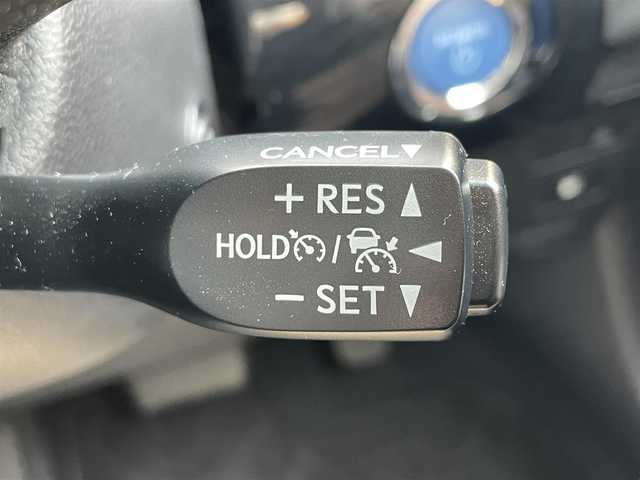 CANCEL▼
+ RES ▲
HOLD / ◀
− SET ▼